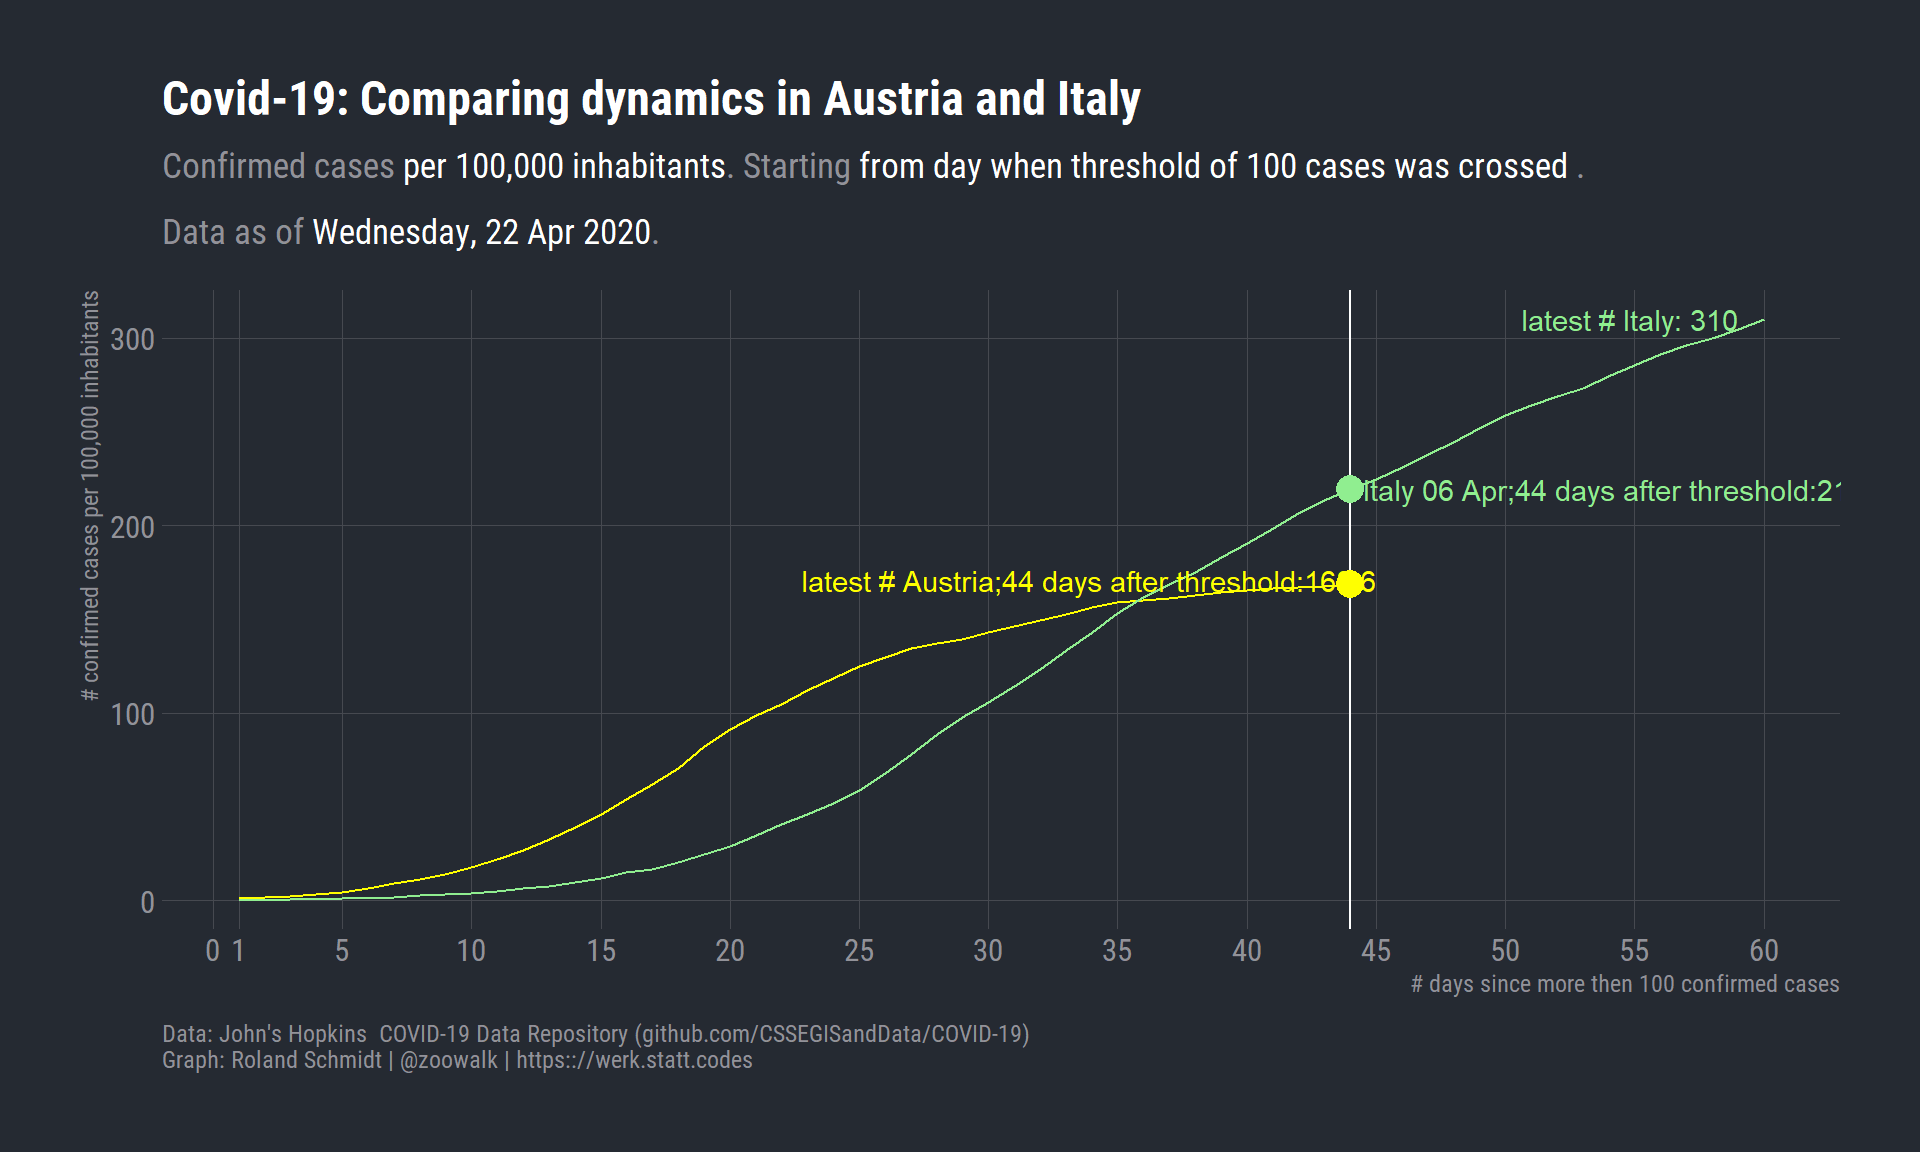 Covid-19: Comparing dynamics in Austria and Italy
Confirmed cases per 100,000 inhabitants. Starting from day when threshold of 100 cases was crossed .
Data as of Wednesday, 22 Apr 2020.
# confirmed cases per 100,000 inhabitants
300
200
100
0
latest # Italy: 310
Italy 06 Apr;44 days after threshold:
latest # Austria;44 days after threshold:
0 1 5 10 15 20 25 30 35 40 45 50 55 60
# days since more then 100 confirmed cases
Data: John's Hopkins  COVID-19 Data Repository (github.com/CSSEGISandData/COVID-19)
Graph: Roland Schmidt | @zoowalk | https:://werk.statt.codes